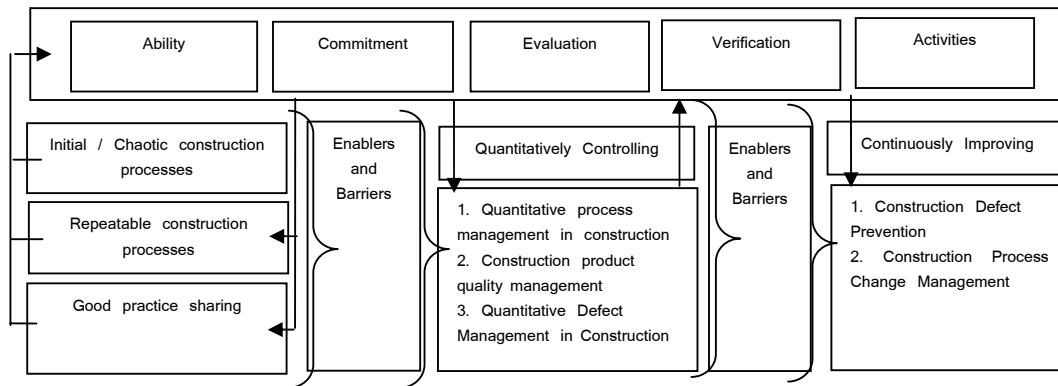 Ability
Commitment
Evaluation
Verification
Activities
Initial / Chaotic construction
processes
Repeatable construction
processes
Good practice sharing
Enablers
and
Barriers
Quantitatively Controlling
1. Quantitative process
management in construction
2. Construction product
quality management
3. Quantitative Defect
Management in Construction
Enablers
and
Barriers
Continuously Improving
1. Construction Defect
Prevention
2. Construction Process
Change Management